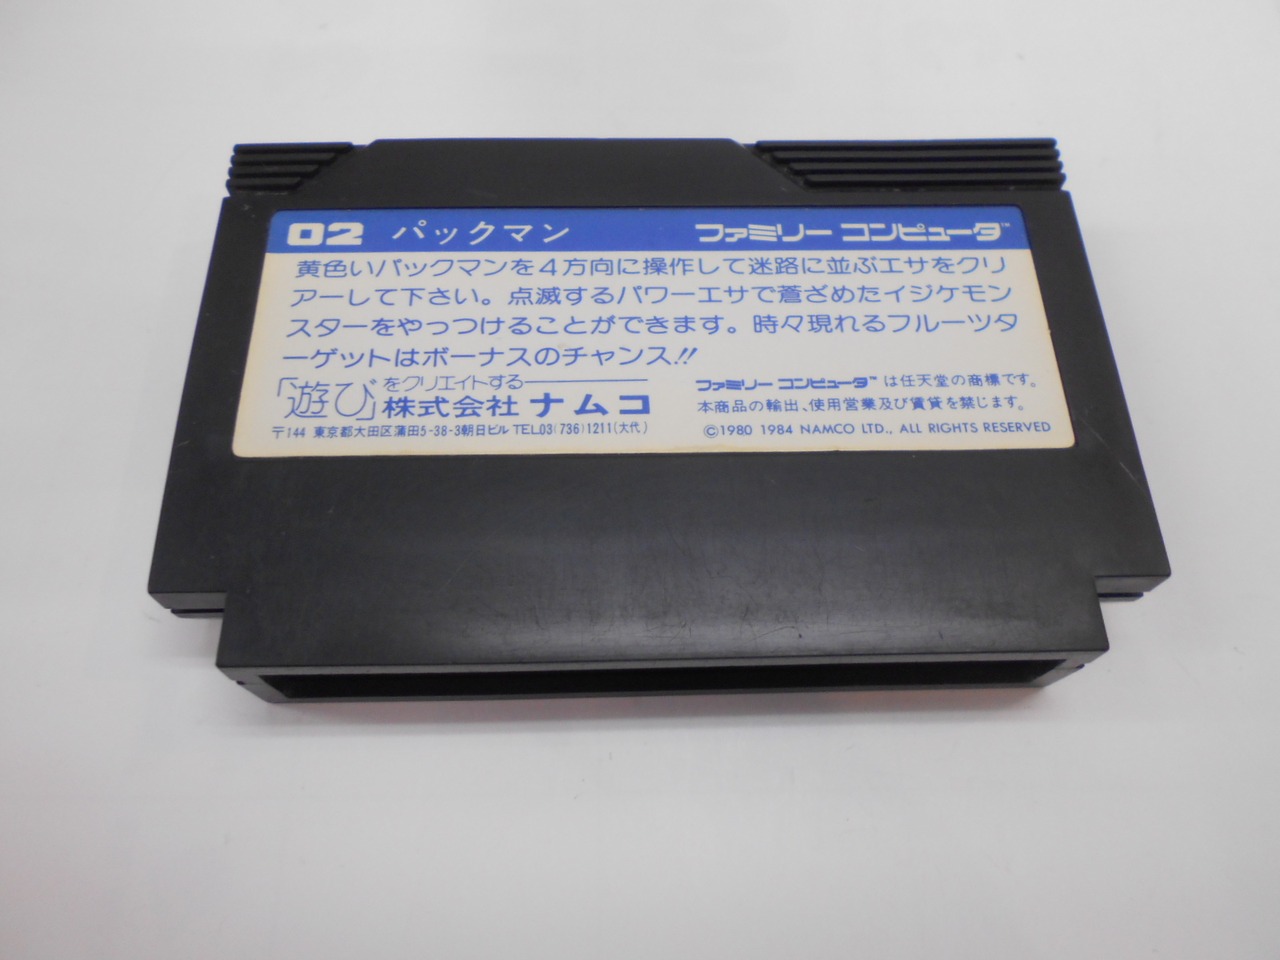 02 パックマン ファミリー コンピュータ™
黄色いパックマンを4方向に操作して迷路に並ぶエサをクリ
アーして下さい。点滅するパワーエサで蒼ざめたイジケモン
スターをやっつけることができます。時々現れるフルーツタ
ーゲットはボーナスのチャンス!!
「遊び」をクリエイトする
株式会社 ナムコ
〒144 東京都大田区蒲田5-38-3朝日ビル TEL.03(736)1211(大代)
ファミリー コンピュータ™ は任天堂の商標です。
本商品の輸出、使用営業及び賃貸を禁じます。
©1980 1984 NAMCO LTD., ALL RIGHTS RESERVED